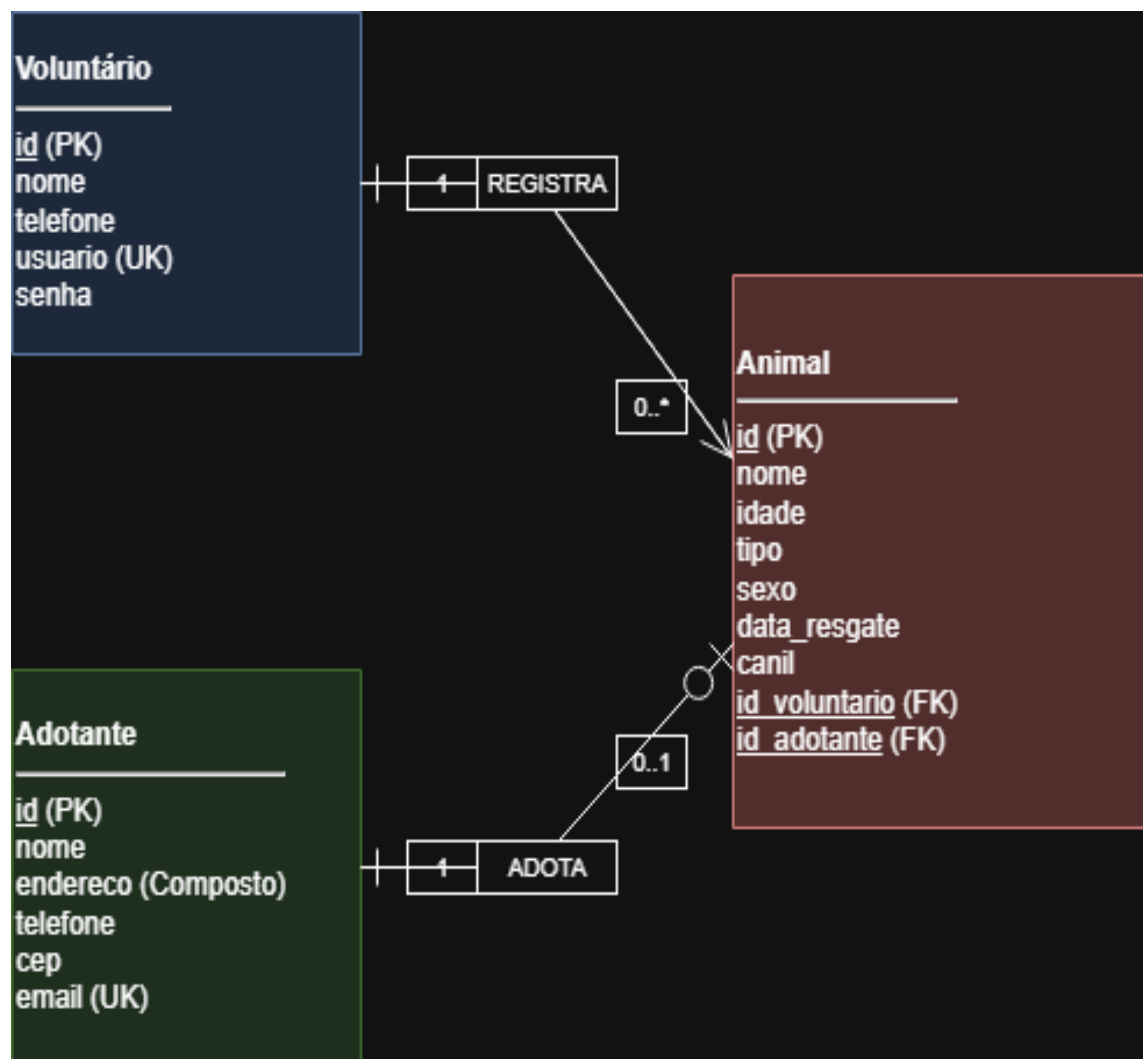 Voluntário
id (PK)
nome
telefone
usuario (UK)
senha
1
REGISTRA
0..*
Animal
id (PK)
nome
idade
tipo
sexo
data_resgate
canil
id_voluntario (FK)
id_adotante (FK)
Adotante
id (PK)
nome
endereco (Composto)
telefone
cep
email (UK)
1
ADOTA
0..1